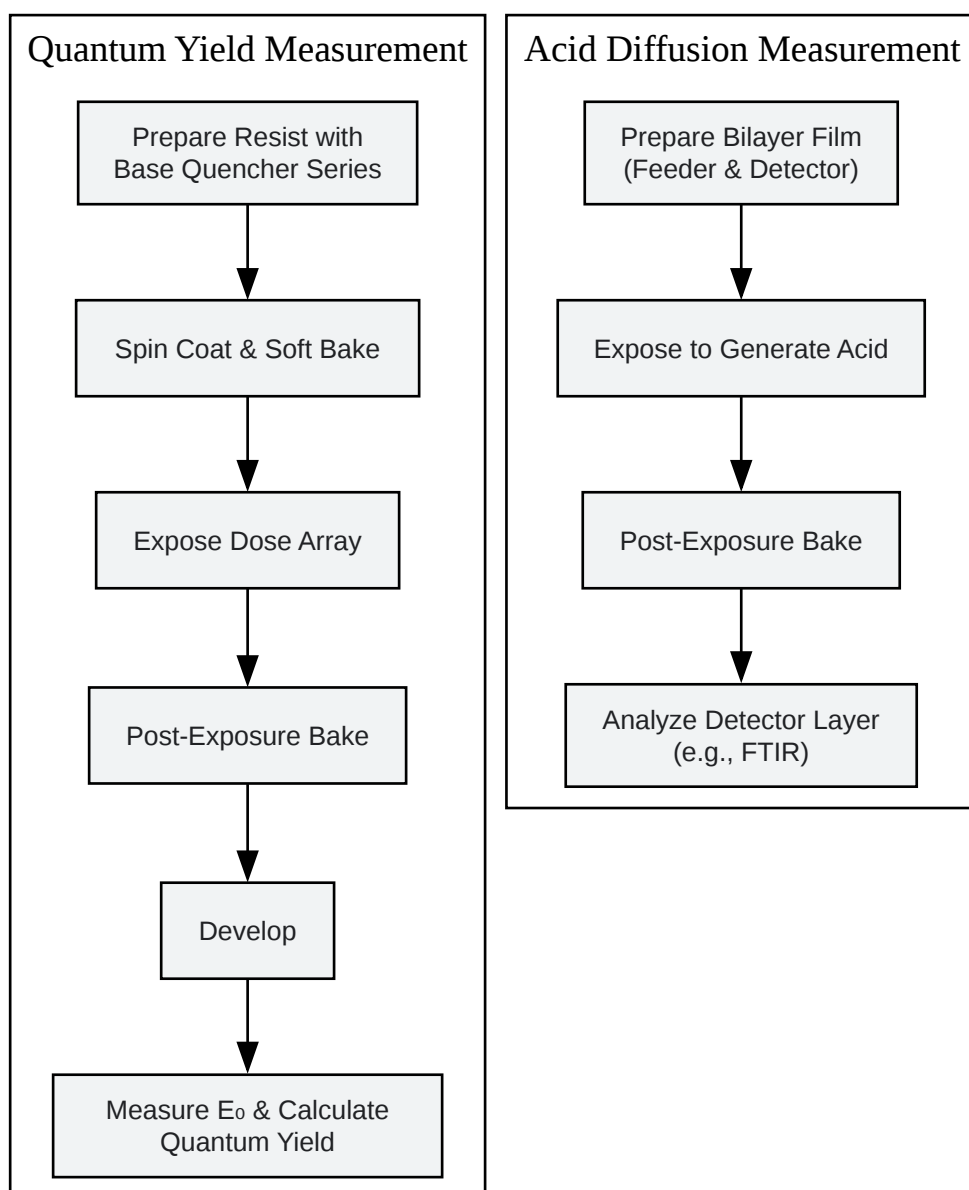 Quantum Yield Measurement
Prepare Resist with
Base Quencher Series
Spin Coat & Soft Bake
Expose Dose Array
Post-Exposure Bake
Develop
Measure E₀ & Calculate
Quantum Yield
Acid Diffusion Measurement
Prepare Bilayer Film
(Feeder & Detector)
Expose to Generate Acid
Post-Exposure Bake
Analyze Detector Layer
(e.g., FTIR)